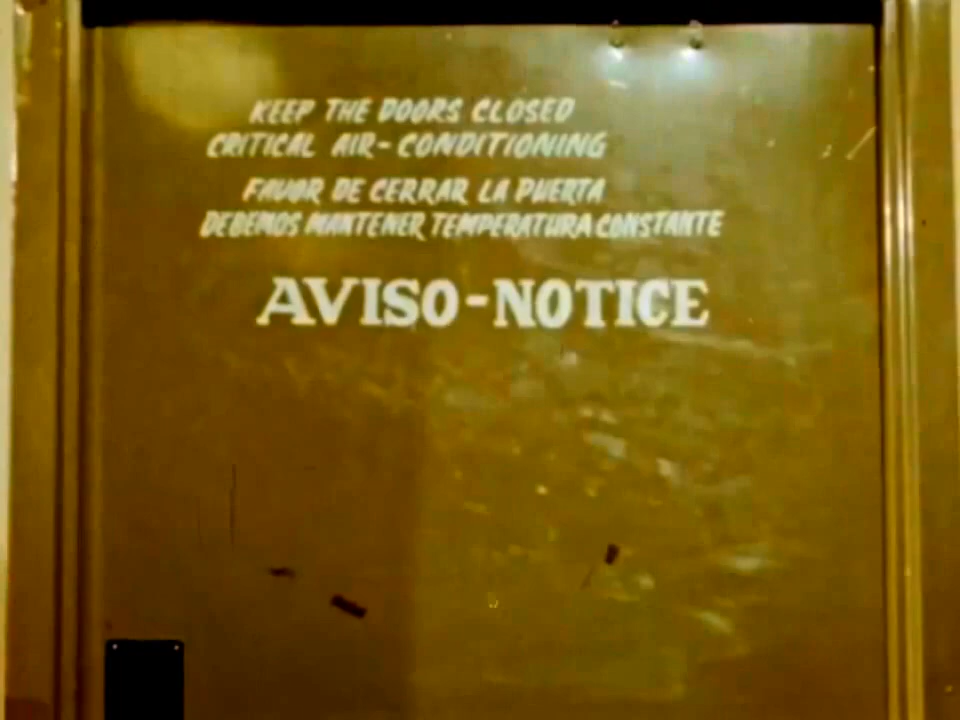 KEEP THE DOORS CLOSED
CRITICAL AIR-CONDITIONING
FAVOR DE CERRAR LA PUERTA
DEBEMOS MANTENER TEMPERATURA CONSTANTE
AVISO-NOTICE